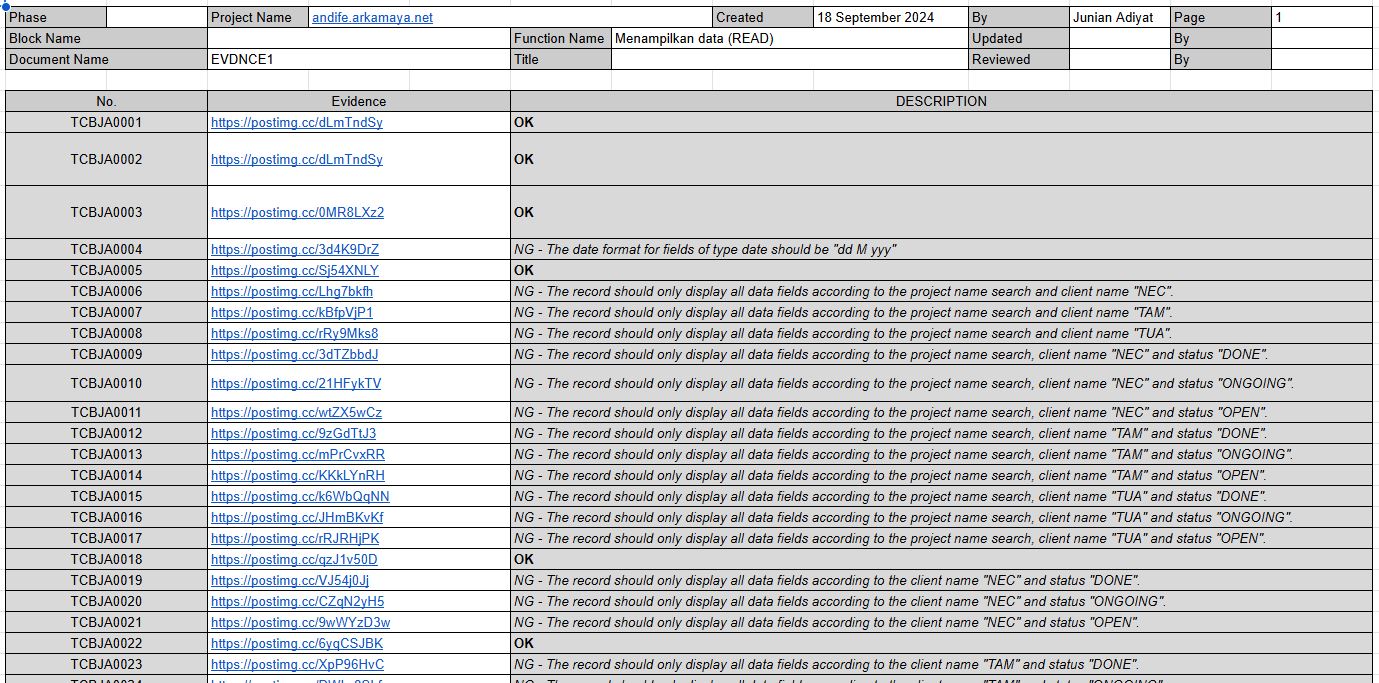 Phase Project Name andife.arkamaya.net Created 18 September 2024 By Junian Adiyat Page 1
Block Name Function Name Menampilkan data (READ) Updated By
Document Name EVDNCE1 Title Reviewed By
No. Evidence DESCRIPTION
TCBJA0001 https://postimg.cc/dLmTndSy OK
TCBJA0002 https://postimg.cc/dLmTndSy OK
TCBJA0003 https://postimg.cc/0MR8LXz2 OK
TCBJA0004 https://postimg.cc/3d4K9DrZ NG - The date format for fields of type date should be "dd M yyy"
TCBJA0005 https://postimg.cc/Sj54XNLY OK
TCBJA0006 https://postimg.cc/Lhg7bkfh NG - The record should only display all data fields according to the project name search and client name "NEC".
TCBJA0007 https://postimg.cc/kBfpVjP1 NG - The record should only display all data fields according to the project name search and client name "TAM".
TCBJA0008 https://postimg.cc/rRy9Mks8 NG - The record should only display all data fields according to the project name search and client name "TUA".
TCBJA0009 https://postimg.cc/3dTZbbdJ NG - The record should only display all data fields according to the project name search, client name "NEC" and status "DONE".
TCBJA0010 https://postimg.cc/21HFykTV NG - The record should only display all data fields according to the project name search, client name "NEC" and status "ONGOING".
TCBJA0011 https://postimg.cc/wtZX5wCz NG - The record should only display all data fields according to the project name search, client name "NEC" and status "OPEN".
TCBJA0012 https://postimg.cc/9zGdTtJ3 NG - The record should only display all data fields according to the project name search, client name "TAM" and status "DONE".
TCBJA0013 https://postimg.cc/mPrCvxRR NG - The record should only display all data fields according to the project name search, client name "TAM" and status "ONGOING".
TCBJA0014 https://postimg.cc/KKkLYnRH NG - The record should only display all data fields according to the project name search, client name "TAM" and status "OPEN".
TCBJA0015 https://postimg.cc/k6WbQqNN NG - The record should only display all data fields according to the project name search, client name "TUA" and status "DONE".
TCBJA0016 https://postimg.cc/JHmBKvKf NG - The record should only display all data fields according to the project name search, client name "TUA" and status "ONGOING".
TCBJA0017 https://postimg.cc/rRJRHjPK NG - The record should only display all data fields according to the project name search, client name "TUA" and status "OPEN".
TCBJA0018 https://postimg.cc/qzJ1v50D OK
TCBJA0019 https://postimg.cc/VJ54j0Jj NG - The record should only display all data fields according to the client name "NEC" and status "DONE".
TCBJA0020 https://postimg.cc/CZqN2yH5 NG - The record should only display all data fields according to the client name "NEC" and status "ONGOING".
TCBJA0021 https://postimg.cc/9wWYzD3w NG - The record should only display all data fields according to the client name "NEC" and status "OPEN".
TCBJA0022 https://postimg.cc/6yqCSJBK OK
TCBJA0023 https://postimg.cc/XpP96HvC NG - The record should only display all data fields according to the client name "TAM" and status "DONE".